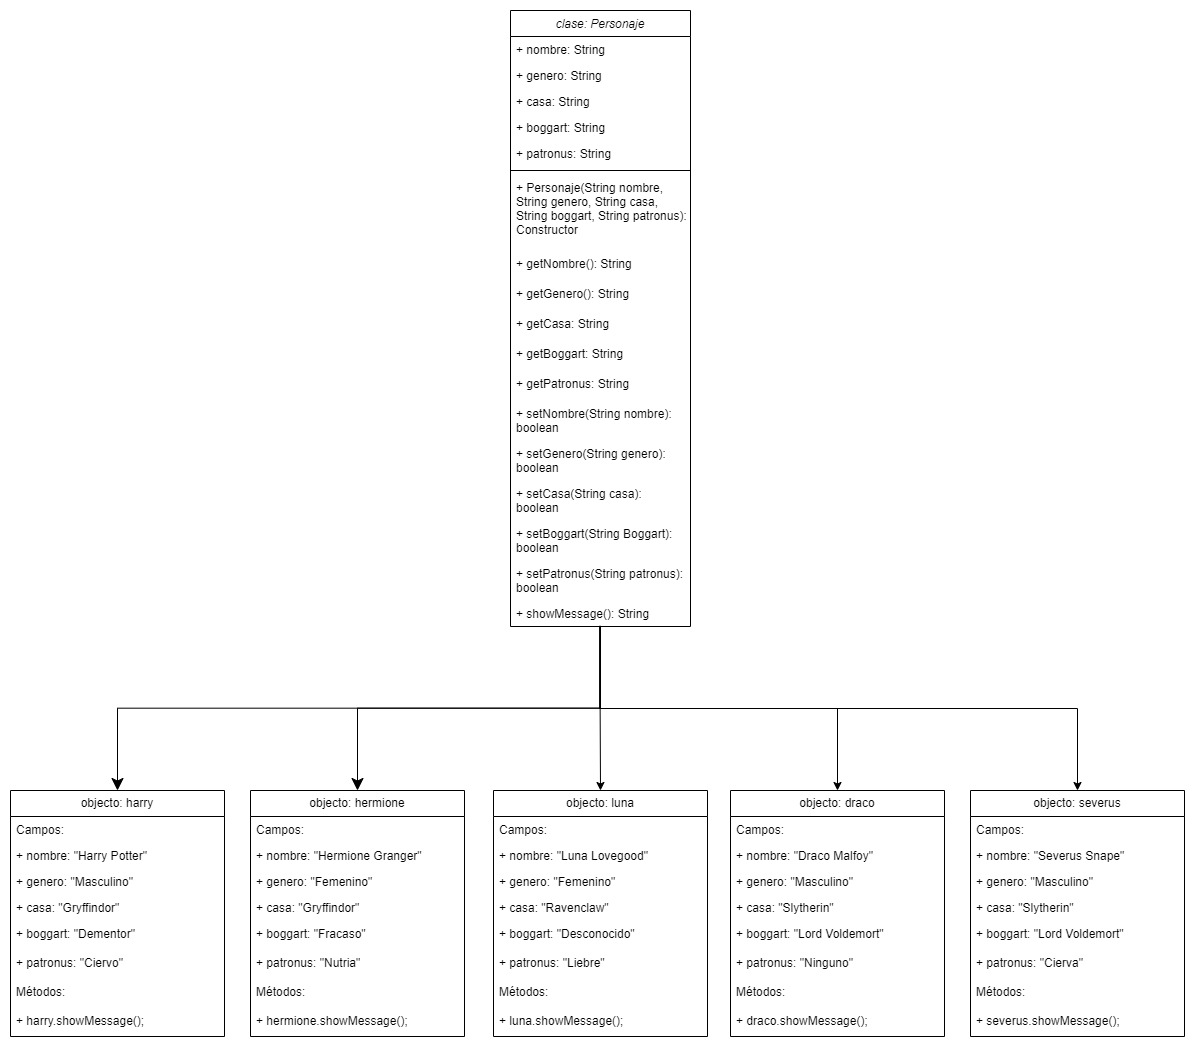 clase: Personaje
+ nombre: String
+ genero: String
+ casa: String
+ boggart: String
+ patronus: String
+ Personaje(String nombre,
String genero, String casa,
String boggart, String patronus):
Constructor
+ getNombre(): String
+ getGenero(): String
+ getCasa: String
+ getBoggart: String
+ getPatronus: String
+ setNombre(String nombre):
boolean
+ setGenero(String genero):
boolean
+ setCasa(String casa):
boolean
+ setBoggart(String Boggart):
boolean
+ setPatronus(String patronus):
boolean
+ showMessage(): String
objecto: harry
Campos:
+ nombre: "Harry Potter"
+ genero: "Masculino"
+ casa: "Gryffindor"
+ boggart: "Dementor"
+ patronus: "Ciervo"
Métodos:
+ harry.showMessage();
objecto: hermione
Campos:
+ nombre: "Hermione Granger"
+ genero: "Femenino"
+ casa: "Gryffindor"
+ boggart: "Fracaso"
+ patronus: "Nutria"
Métodos:
+ hermione.showMessage();
objecto: luna
Campos:
+ nombre: "Luna Lovegood"
+ genero: "Femenino"
+ casa: "Ravenclaw"
+ boggart: "Desconocido"
+ patronus: "Liebre"
Métodos:
+ luna.showMessage();
objecto: draco
Campos:
+ nombre: "Draco Malfoy"
+ genero: "Masculino"
+ casa: "Slytherin"
+ boggart: "Lord Voldemort"
+ patronus: "Ninguno"
Métodos:
+ draco.showMessage();
objecto: severus
Campos:
+ nombre: "Severus Snape"
+ genero: "Masculino"
+ casa: "Slytherin"
+ boggart: "Lord Voldemort"
+ patronus: "Cierva"
Métodos:
+ severus.showMessage();